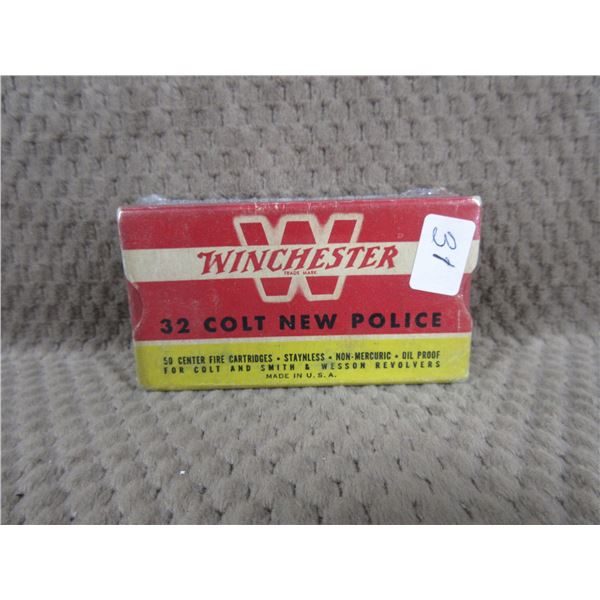 W
WINCHESTER
TRADE MARK
31
32 COLT NEW POLICE
50 CENTER FIRE CARTRIDGES • STAYNLESS • NON-MERCURIC • OIL PROOF
FOR COLT AND SMITH & WESSON REVOLVERS
MADE IN U.S.A.